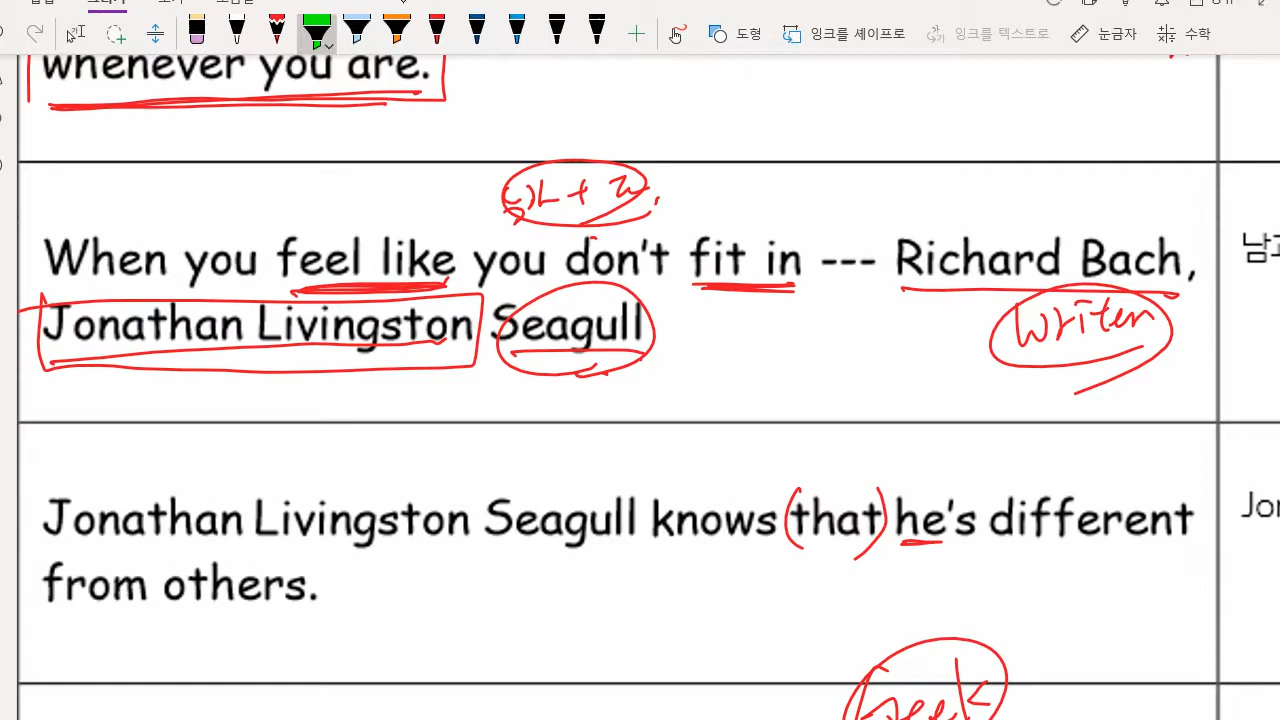 도형 잉크를 셰이프로 잉크를 텍스트로 눈금자 수학
whenever you are.
When you feel like you don't fit in --- Richard Bach,
Jonathan Livingston Seagull
writer
Jonathan Livingston Seagull knows (that) he's different
from others.